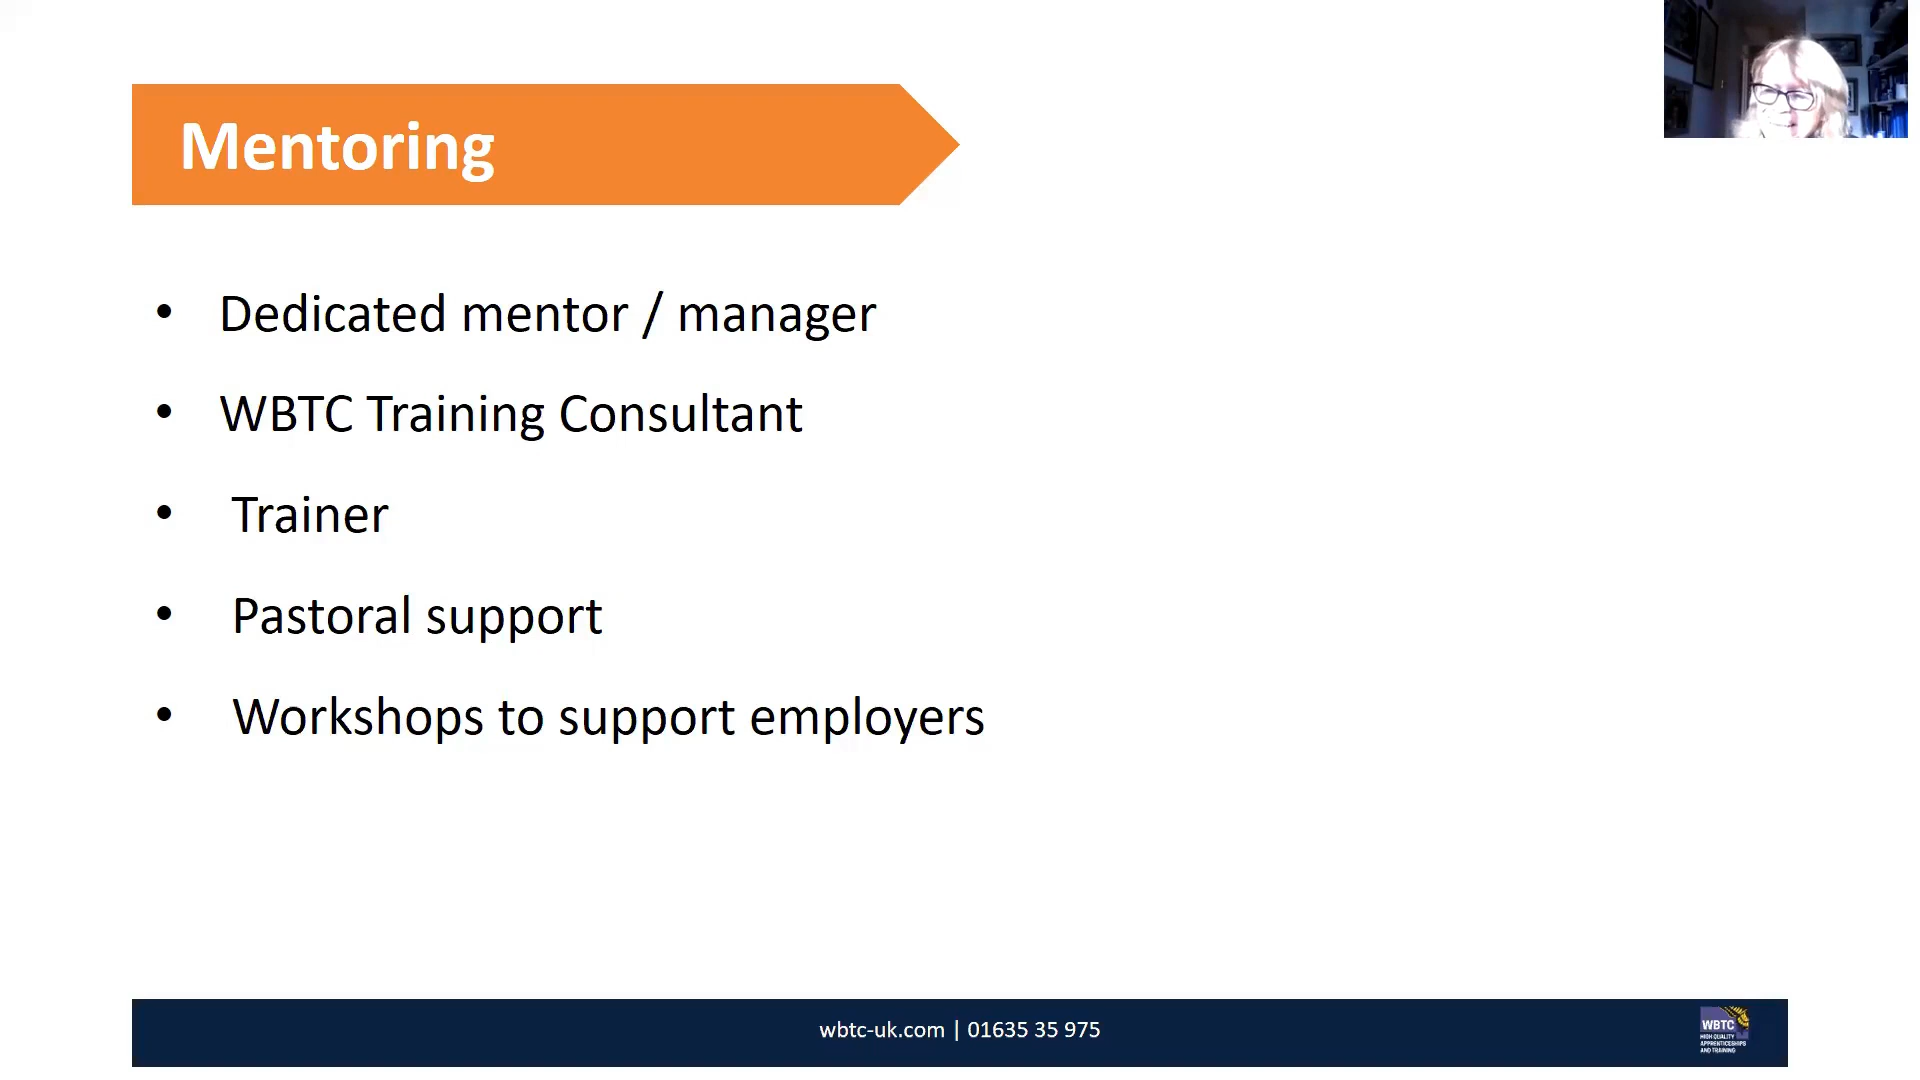 Mentoring
• Dedicated mentor / manager
• WBTC Training Consultant
• Trainer
• Pastoral support
• Workshops to support employers
wbtc-uk.com | 01635 35 975
WBTC
HIGH QUALITY
APPRENTICESHIPS
AND TRAINING